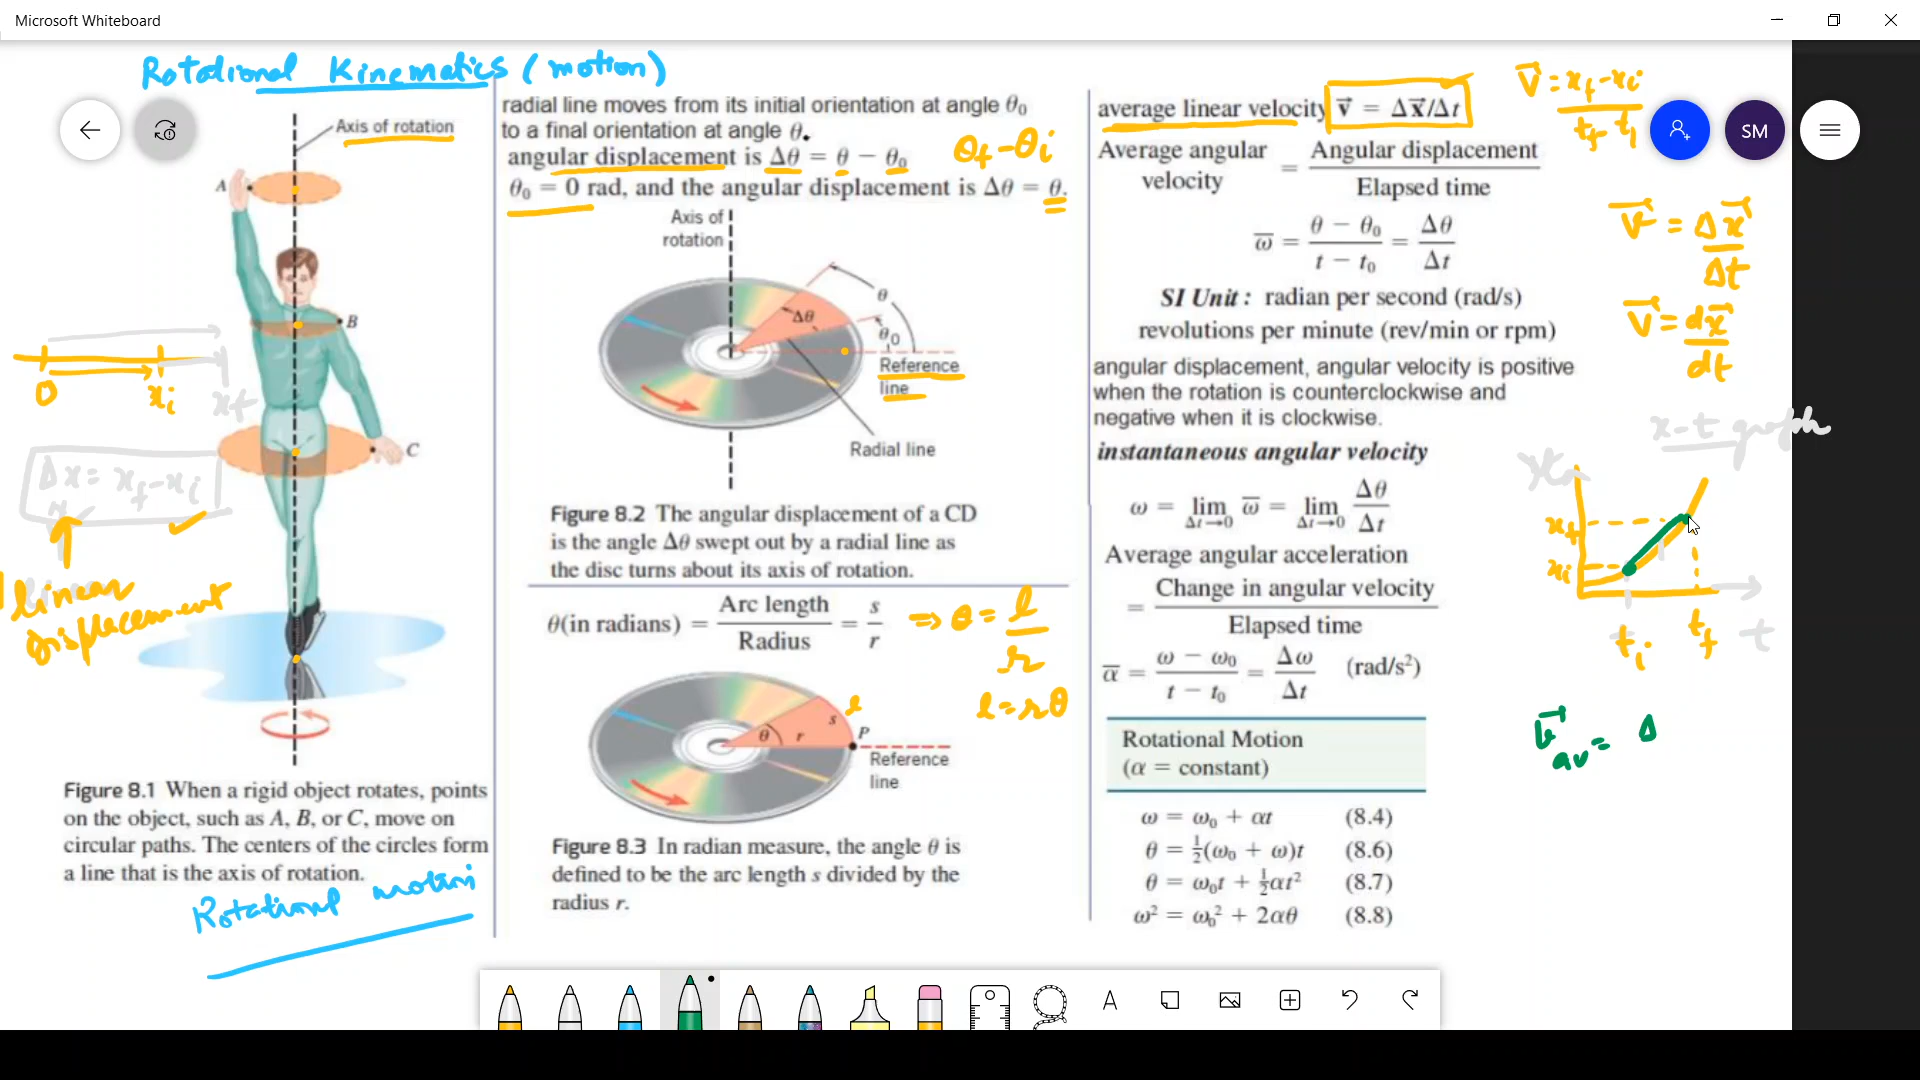 Microsoft Whiteboard
Rotational Kinematics (motion)
Axis of rotation
A
B
C
0
xi
xf
Δx = xf - xi
linear
displacement
Figure 8.1 When a rigid object rotates, points
on the object, such as A, B, or C, move on
circular paths. The centers of the circles form
a line that is the axis of rotation.
Rotational motion
radial line moves from its initial orientation at angle θ₀
to a final orientation at angle θ.
angular displacement is Δθ = θ − θ₀
θf - θi
θ₀ = 0 rad, and the angular displacement is Δθ = θ.
Axis of
rotation
θ
Δθ
θ₀
Reference
line
Radial line
Figure 8.2 The angular displacement of a CD
is the angle Δθ swept out by a radial line as
the disc turns about its axis of rotation.
θ(in radians) = Arc length / Radius = s / r
⇒ θ = l / r
l = rθ
θ
r
s
l
P
Reference
line
Figure 8.3 In radian measure, the angle θ is
defined to be the arc length s divided by the
radius r.
average linear velocity v⃗ = Δx⃗/Δt
Average angular velocity = Angular displacement / Elapsed time
ω̅ = θ − θ₀ / t − t₀ = Δθ / Δt
SI Unit : radian per second (rad/s)
revolutions per minute (rev/min or rpm)
angular displacement, angular velocity is positive
when the rotation is counterclockwise and
negative when it is clockwise.
instantaneous angular velocity
ω = lim Δt→0 ω̅ = lim Δt→0 Δθ / Δt
Average angular acceleration
= Change in angular velocity / Elapsed time
α̅ = ω − ω₀ / t − t₀ = Δω / Δt (rad/s²)
Rotational Motion
(α = constant)
ω = ω₀ + αt (8.4)
θ = ½(ω₀ + ω)t (8.6)
θ = ω₀t + ½αt² (8.7)
ω² = ω₀² + 2αθ (8.8)
v⃗ = xf - xi / tf - ti
SM
v⃗ = Δx⃗ / Δt
v⃗ = dx⃗ / dt
x-t graph
x
xf
xi
ti
tf
t
v⃗av = Δ
A